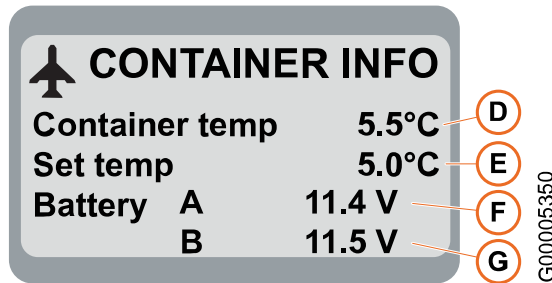 CONTAINER INFO
Container temp 5.5°C D
Set temp 5.0°C E
Battery A 11.4 V F
B 11.5 V G
G00005350